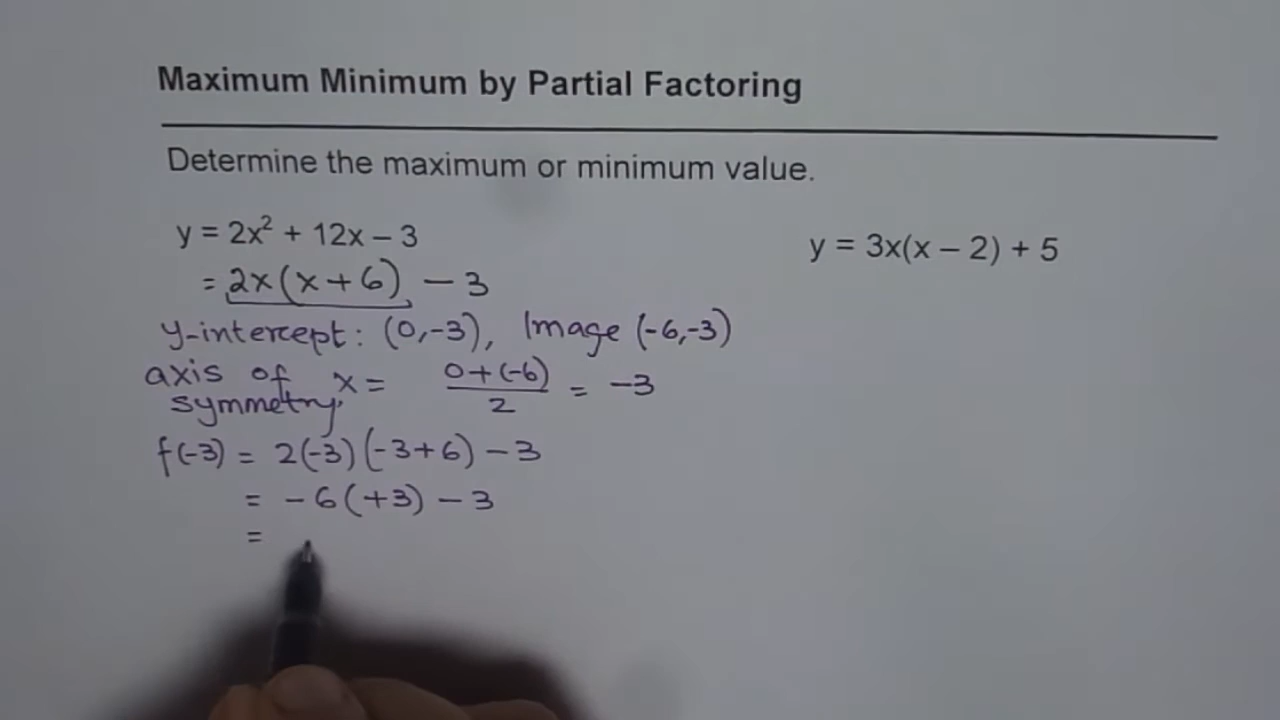 Maximum Minimum by Partial Factoring
Determine the maximum or minimum value.
y = 2x² + 12x – 3
= 2x(x+6) – 3
y-intercept: (0,-3), Image (-6,-3)
axis of symmetry, x = 0+(-6)/2 = -3
f(-3) = 2(-3)(-3+6) – 3
= -6(+3) – 3
=
y = 3x(x – 2) + 5